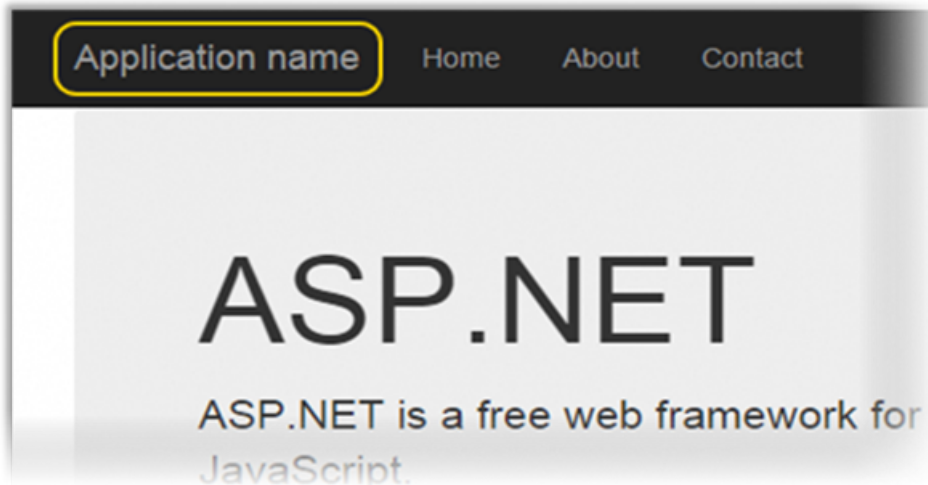 Application name Home About Contact
ASP.NET
ASP.NET is a free web framework for
JavaScript.